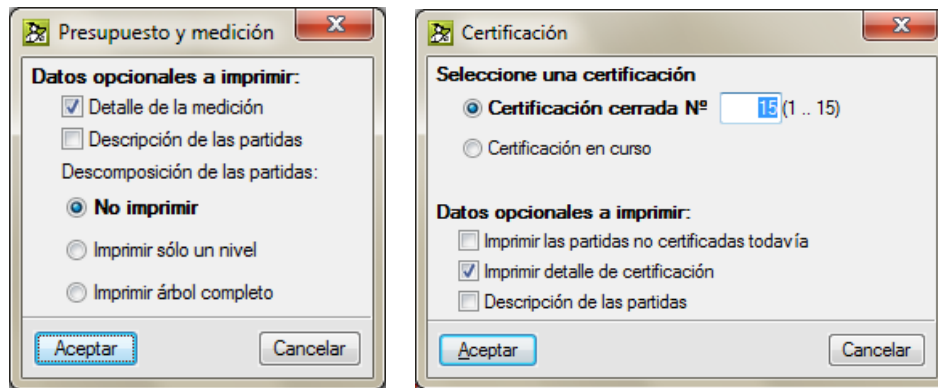 Presupuesto y medición
Datos opcionales a imprimir:
Detalle de la medición
Descripción de las partidas
Descomposición de las partidas:
No imprimir
Imprimir sólo un nivel
Imprimir árbol completo
Aceptar
Cancelar
Certificación
Seleccione una certificación
Certificación cerrada Nº 15 (1 .. 15)
Certificación en curso
Datos opcionales a imprimir:
Imprimir las partidas no certificadas todavía
Imprimir detalle de certificación
Descripción de las partidas
Aceptar
Cancelar